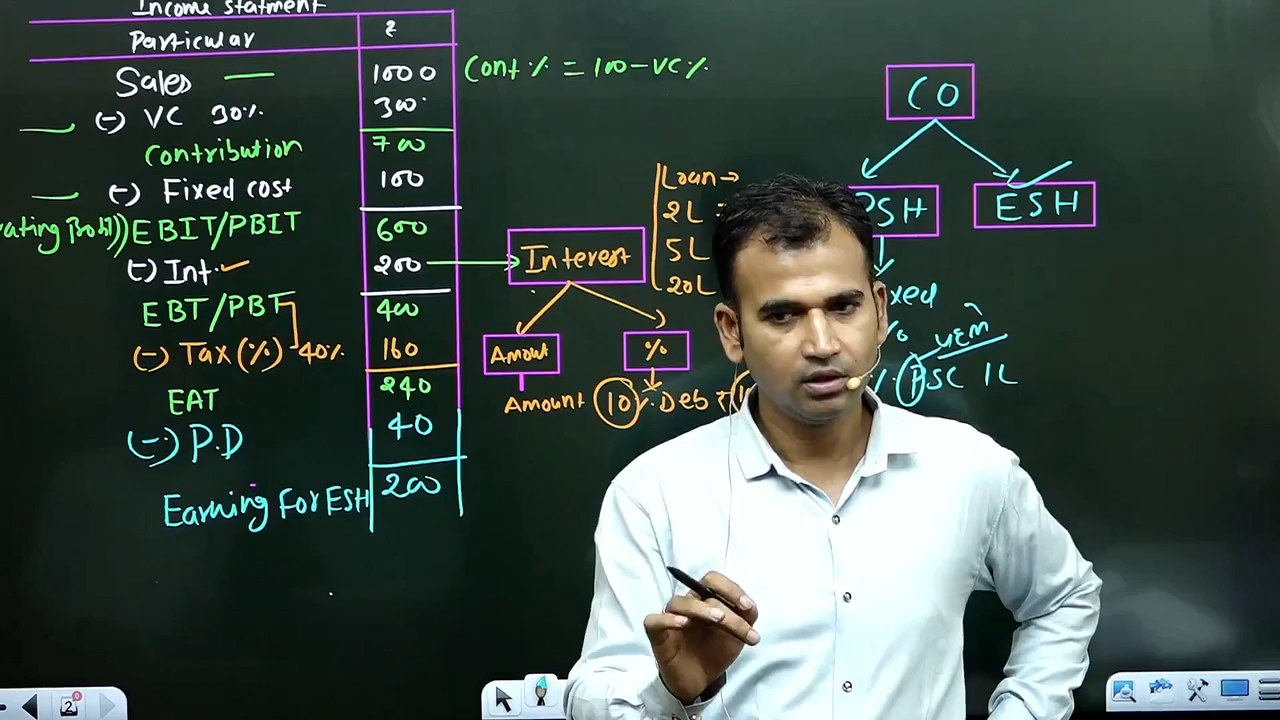 Income statment
Particular ₹
Sales 1000
(-) VC 30% 300
Contribution 700
(-) Fixed cost 100
EBIT/PBIT 600
(-) Int. 200
EBT/PBT 400
(-) Tax (%) 40% 160
EAT 240
(-) P.D 40
Earning For ESH 200
Cont % = 100 - VC %
Interest
Amount
%
Amount 10 % Deb
Loan →
2L
5L
20L
CO
PSH
ESH
PSC 1L
2